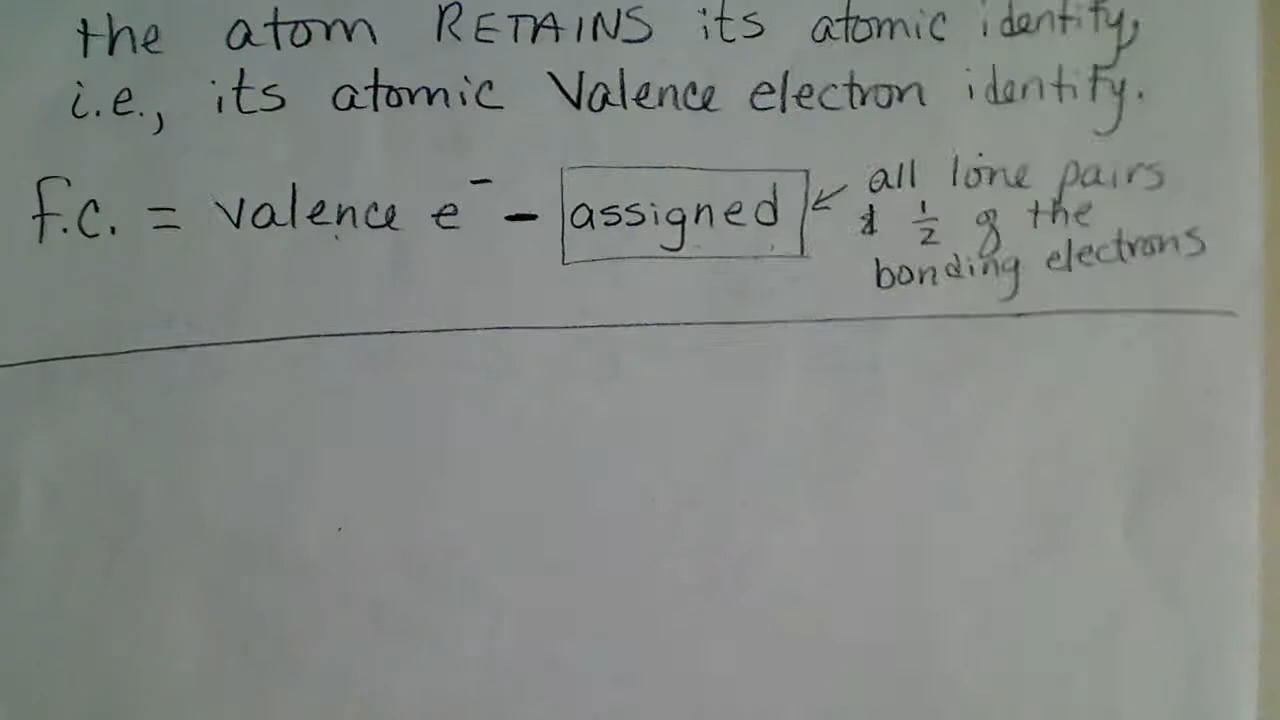 the atom RETAINS its atomic identity,
i.e., its atomic Valence electron identity.
f.c. = valence e⁻ - assigned
all lone pairs
& 1/2 of the
bonding electrons